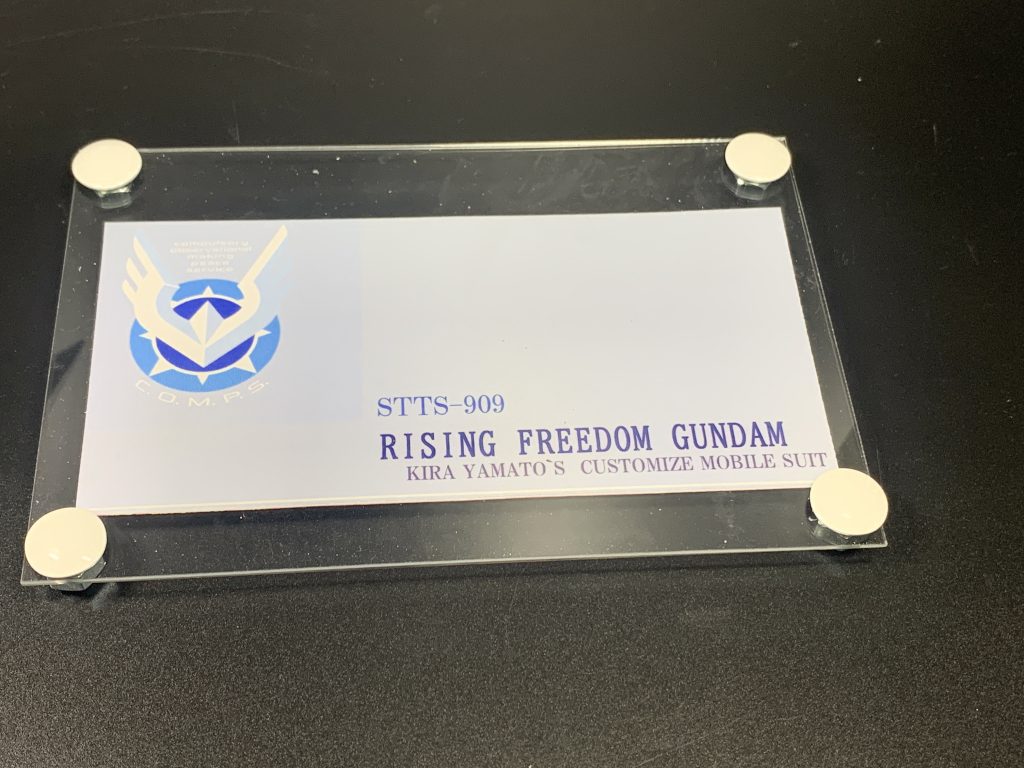 compulsory
observational
making
peace
service
C.O.M.P.S.
STTS-909
RISING FREEDOM GUNDAM
KIRA YAMATO`S CUSTOMIZE MOBILE SUIT